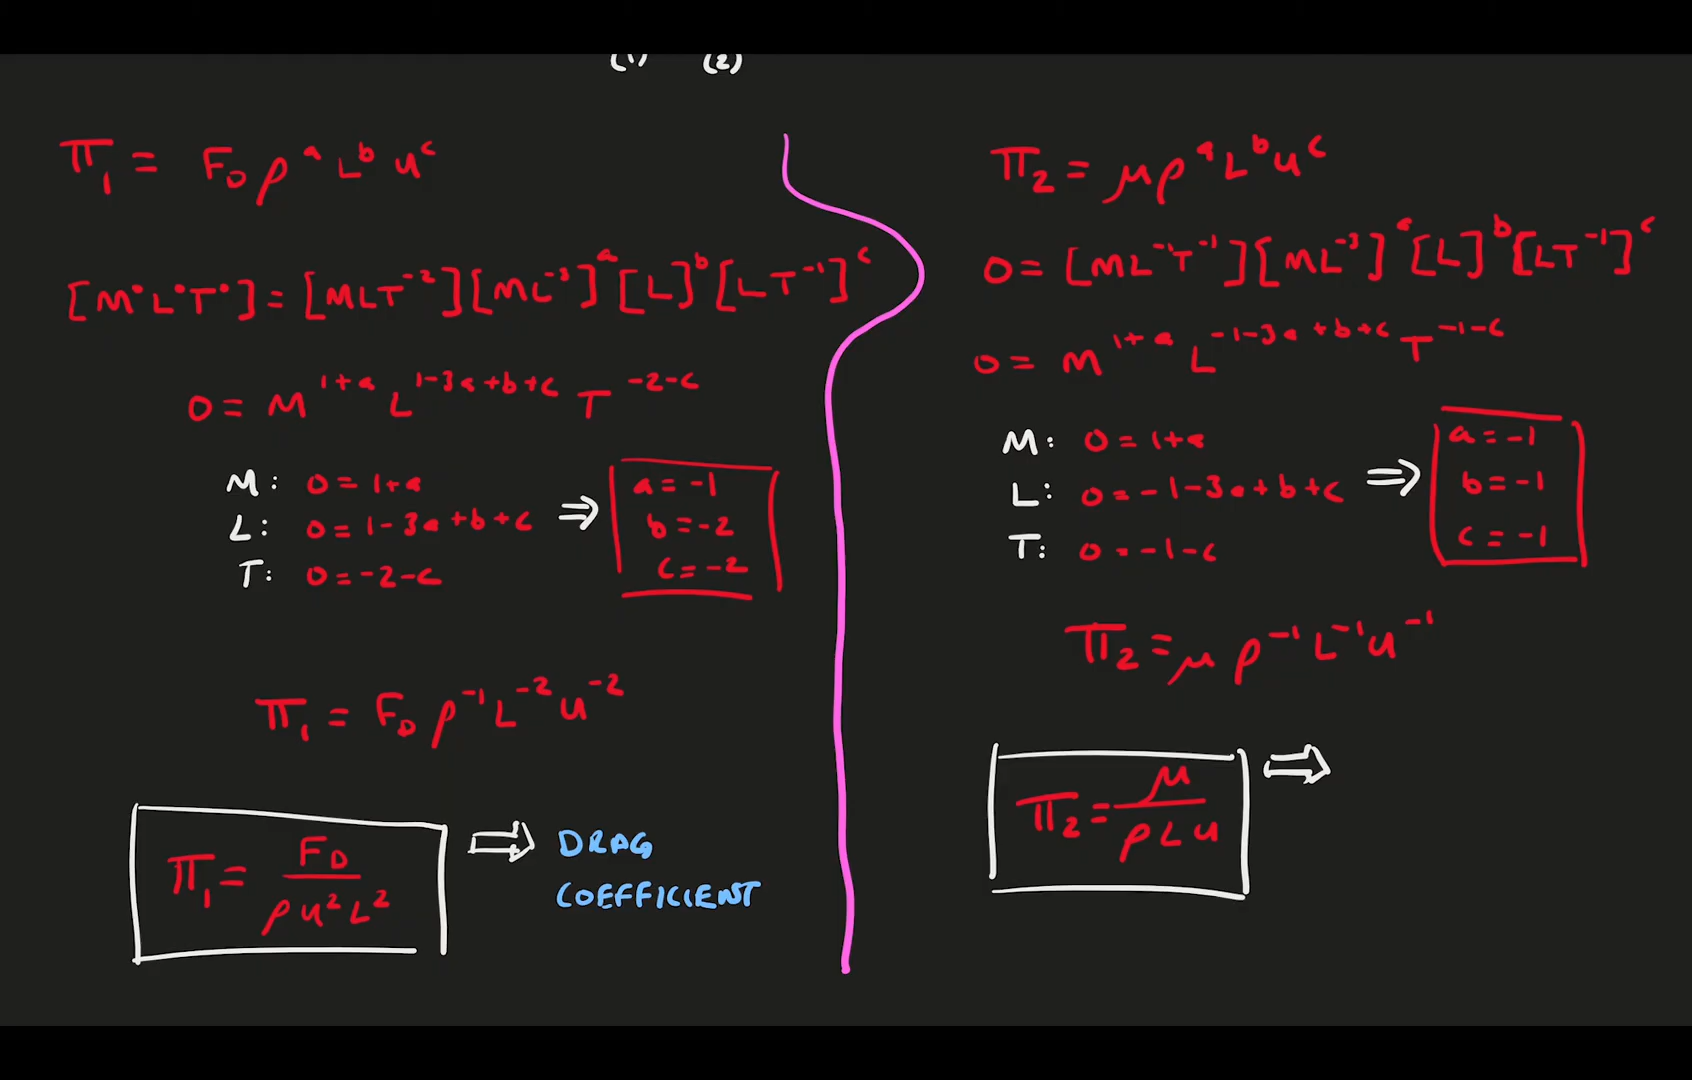 (1) (2)
π₁ = F_D ρ^a L^b u^c
[M°L°T°] = [MLT^-2][ML^-3]^a[L]^b[LT^-1]^c
0 = M^1+a L^1-3a+b+c T^-2-c
M: 0 = 1+a
L: 0 = 1-3a+b+c
T: 0 = -2-c
⇒
a = -1
b = -2
c = -2
π₁ = F_D ρ^-1 L^-2 u^-2
π₁ = F_D / ρu²L²
⇒ DRAG
COEFFICIENT
π₂ = μρ^a L^b u^c
0 = [ML^-1T^-1][ML^-3]^a[L]^b[LT^-1]^c
0 = M^1+a L^-1-3a+b+c T^-1-c
M: 0 = 1+a
L: 0 = -1-3a+b+c
T: 0 = -1-c
⇒
a = -1
b = -1
c = -1
π₂ = μ ρ^-1 L^-1 u^-1
π₂ = μ / ρLu
⇒